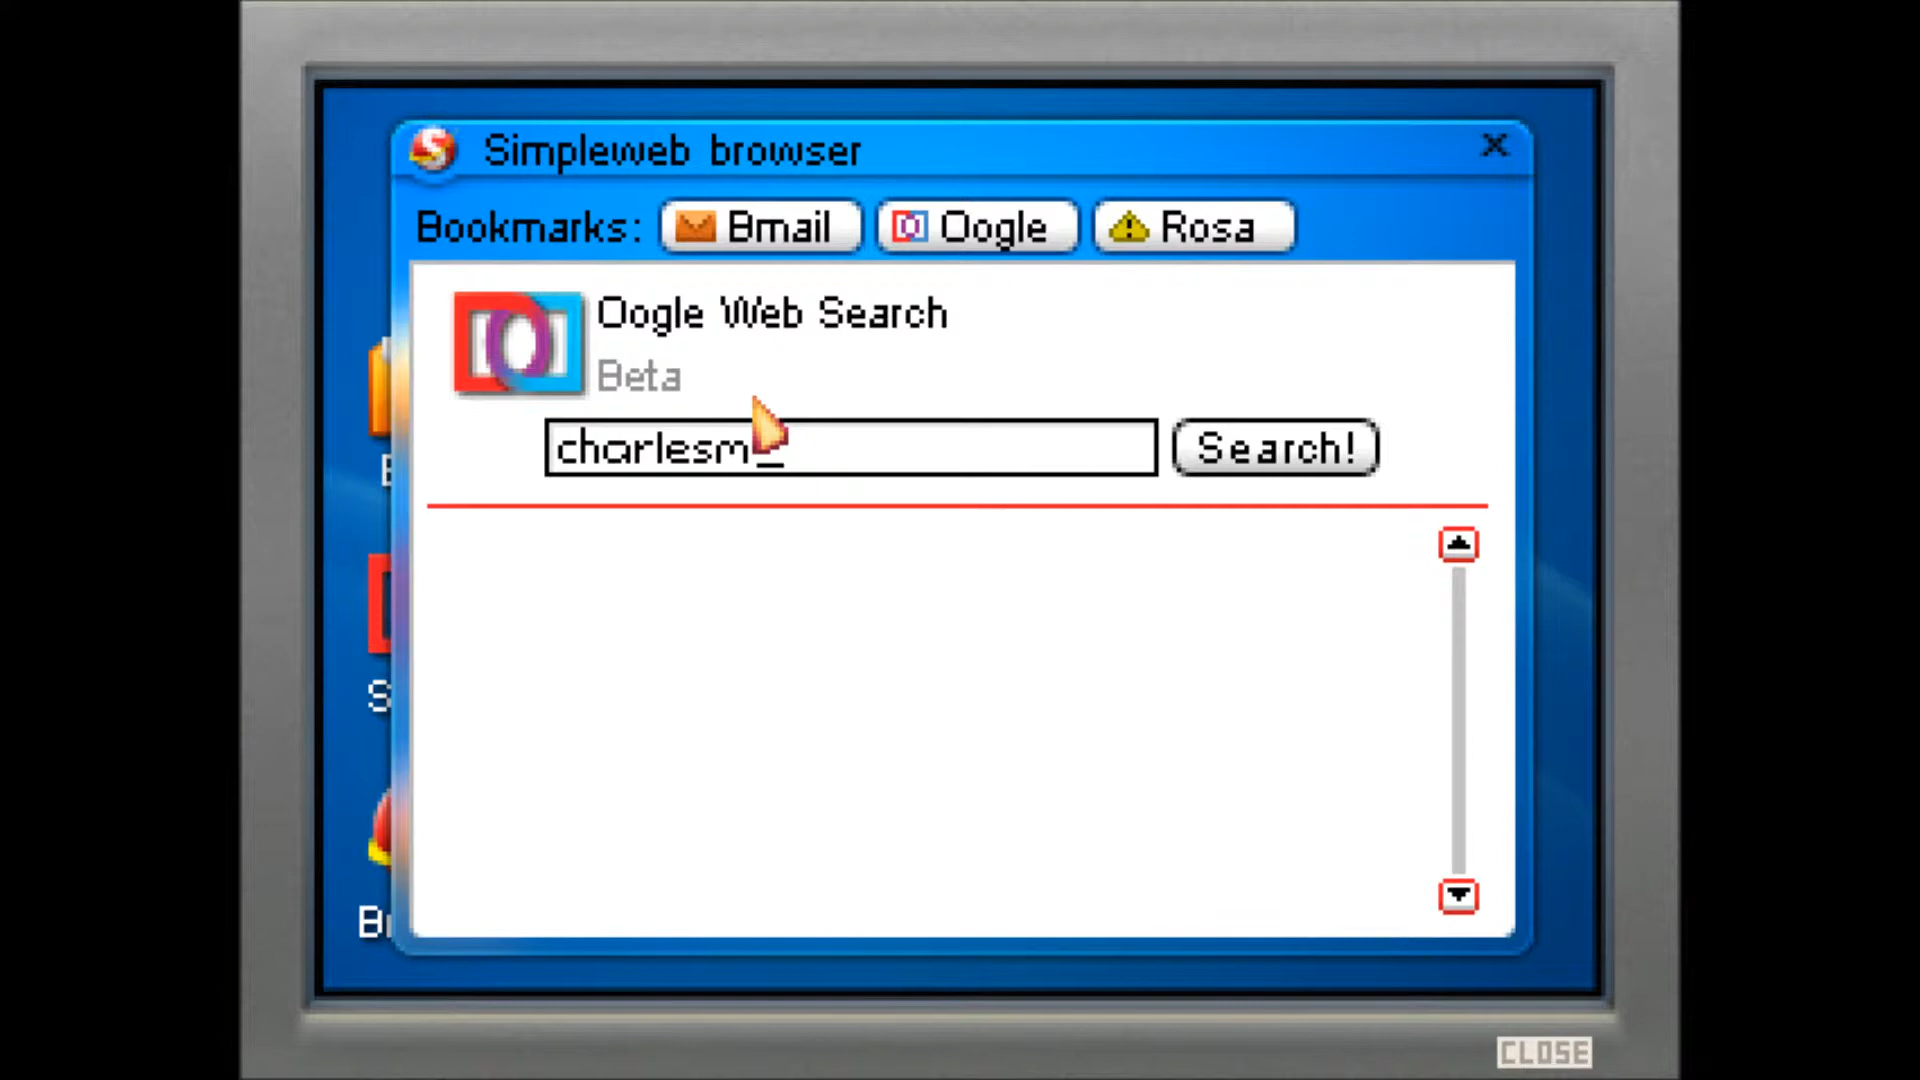 Simpleweb browser
Bookmarks: Bmail Oogle Rosa
Oogle Web Search
Beta
charlesm_ Search!
CLOSE